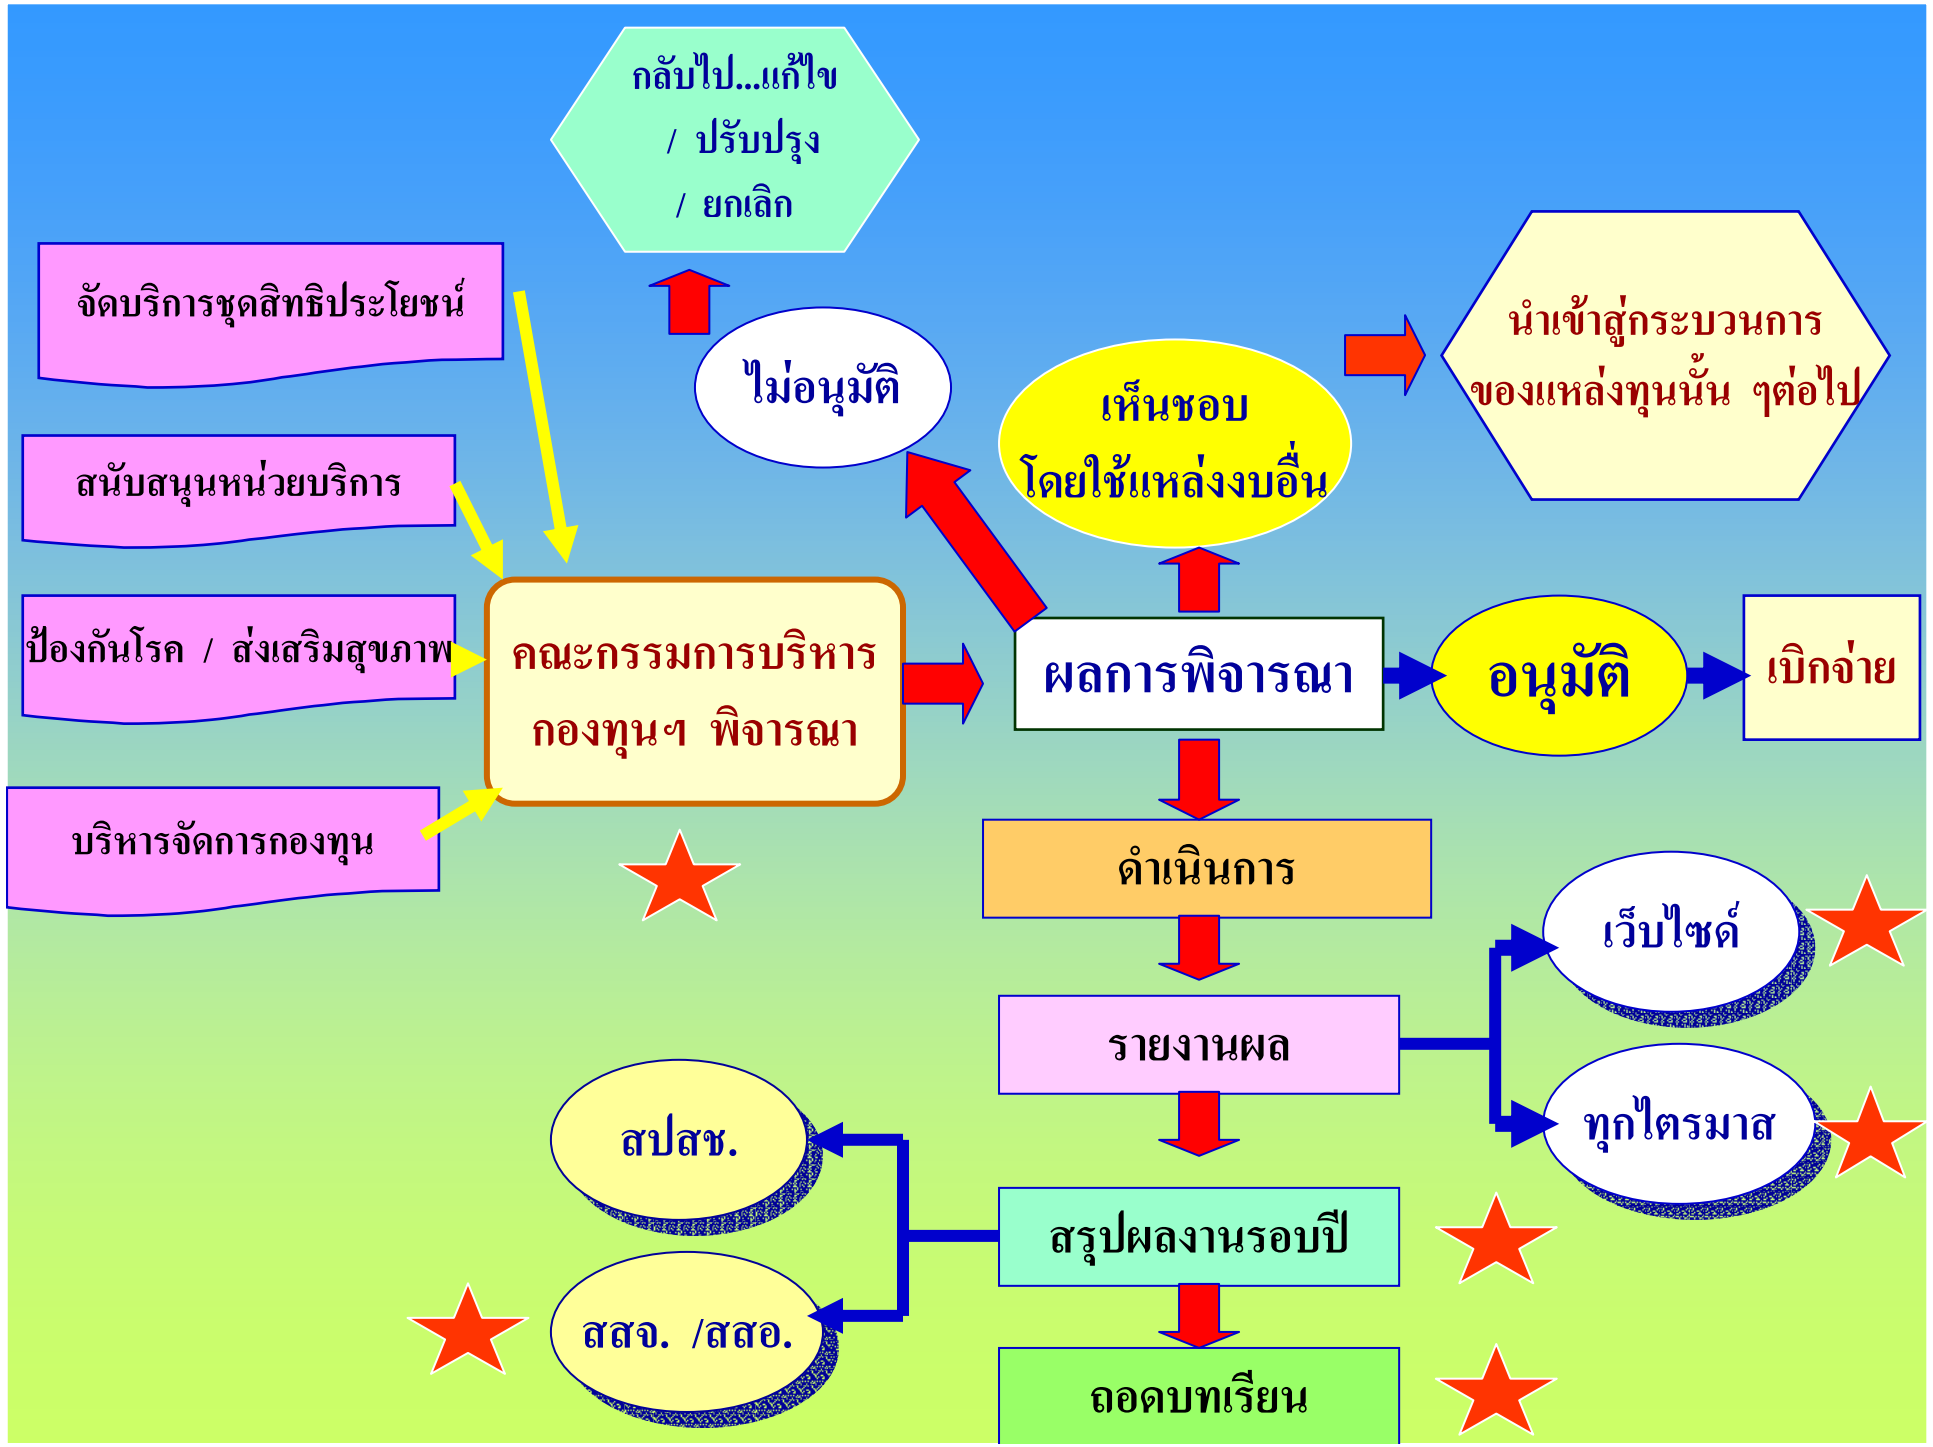 กลับไป...แก้ไข
/ ปรับปรุง
/ ยกเลิก
จัดบริการชุดสิทธิประโยชน์
สนับสนุนหน่วยบริการ
ป้องกันโรค / ส่งเสริมสุขภาพ
บริหารจัดการกองทุน
คณะกรรมการบริหาร
กองทุนฯ พิจารณา
ไม่อนุมัติ
เห็นชอบ
โดยใช้แหล่งงบอื่น
นำเข้าสู่กระบวนการ
ของแหล่งทุนนั้น ๆต่อไป
ผลการพิจารณา
อนุมัติ
เบิกจ่าย
ดำเนินการ
รายงานผล
เว็บไซด์
ทุกไตรมาส
สรุปผลงานรอบปี
สปสช.
สสจ. /สสอ.
ถอดบทเรียน